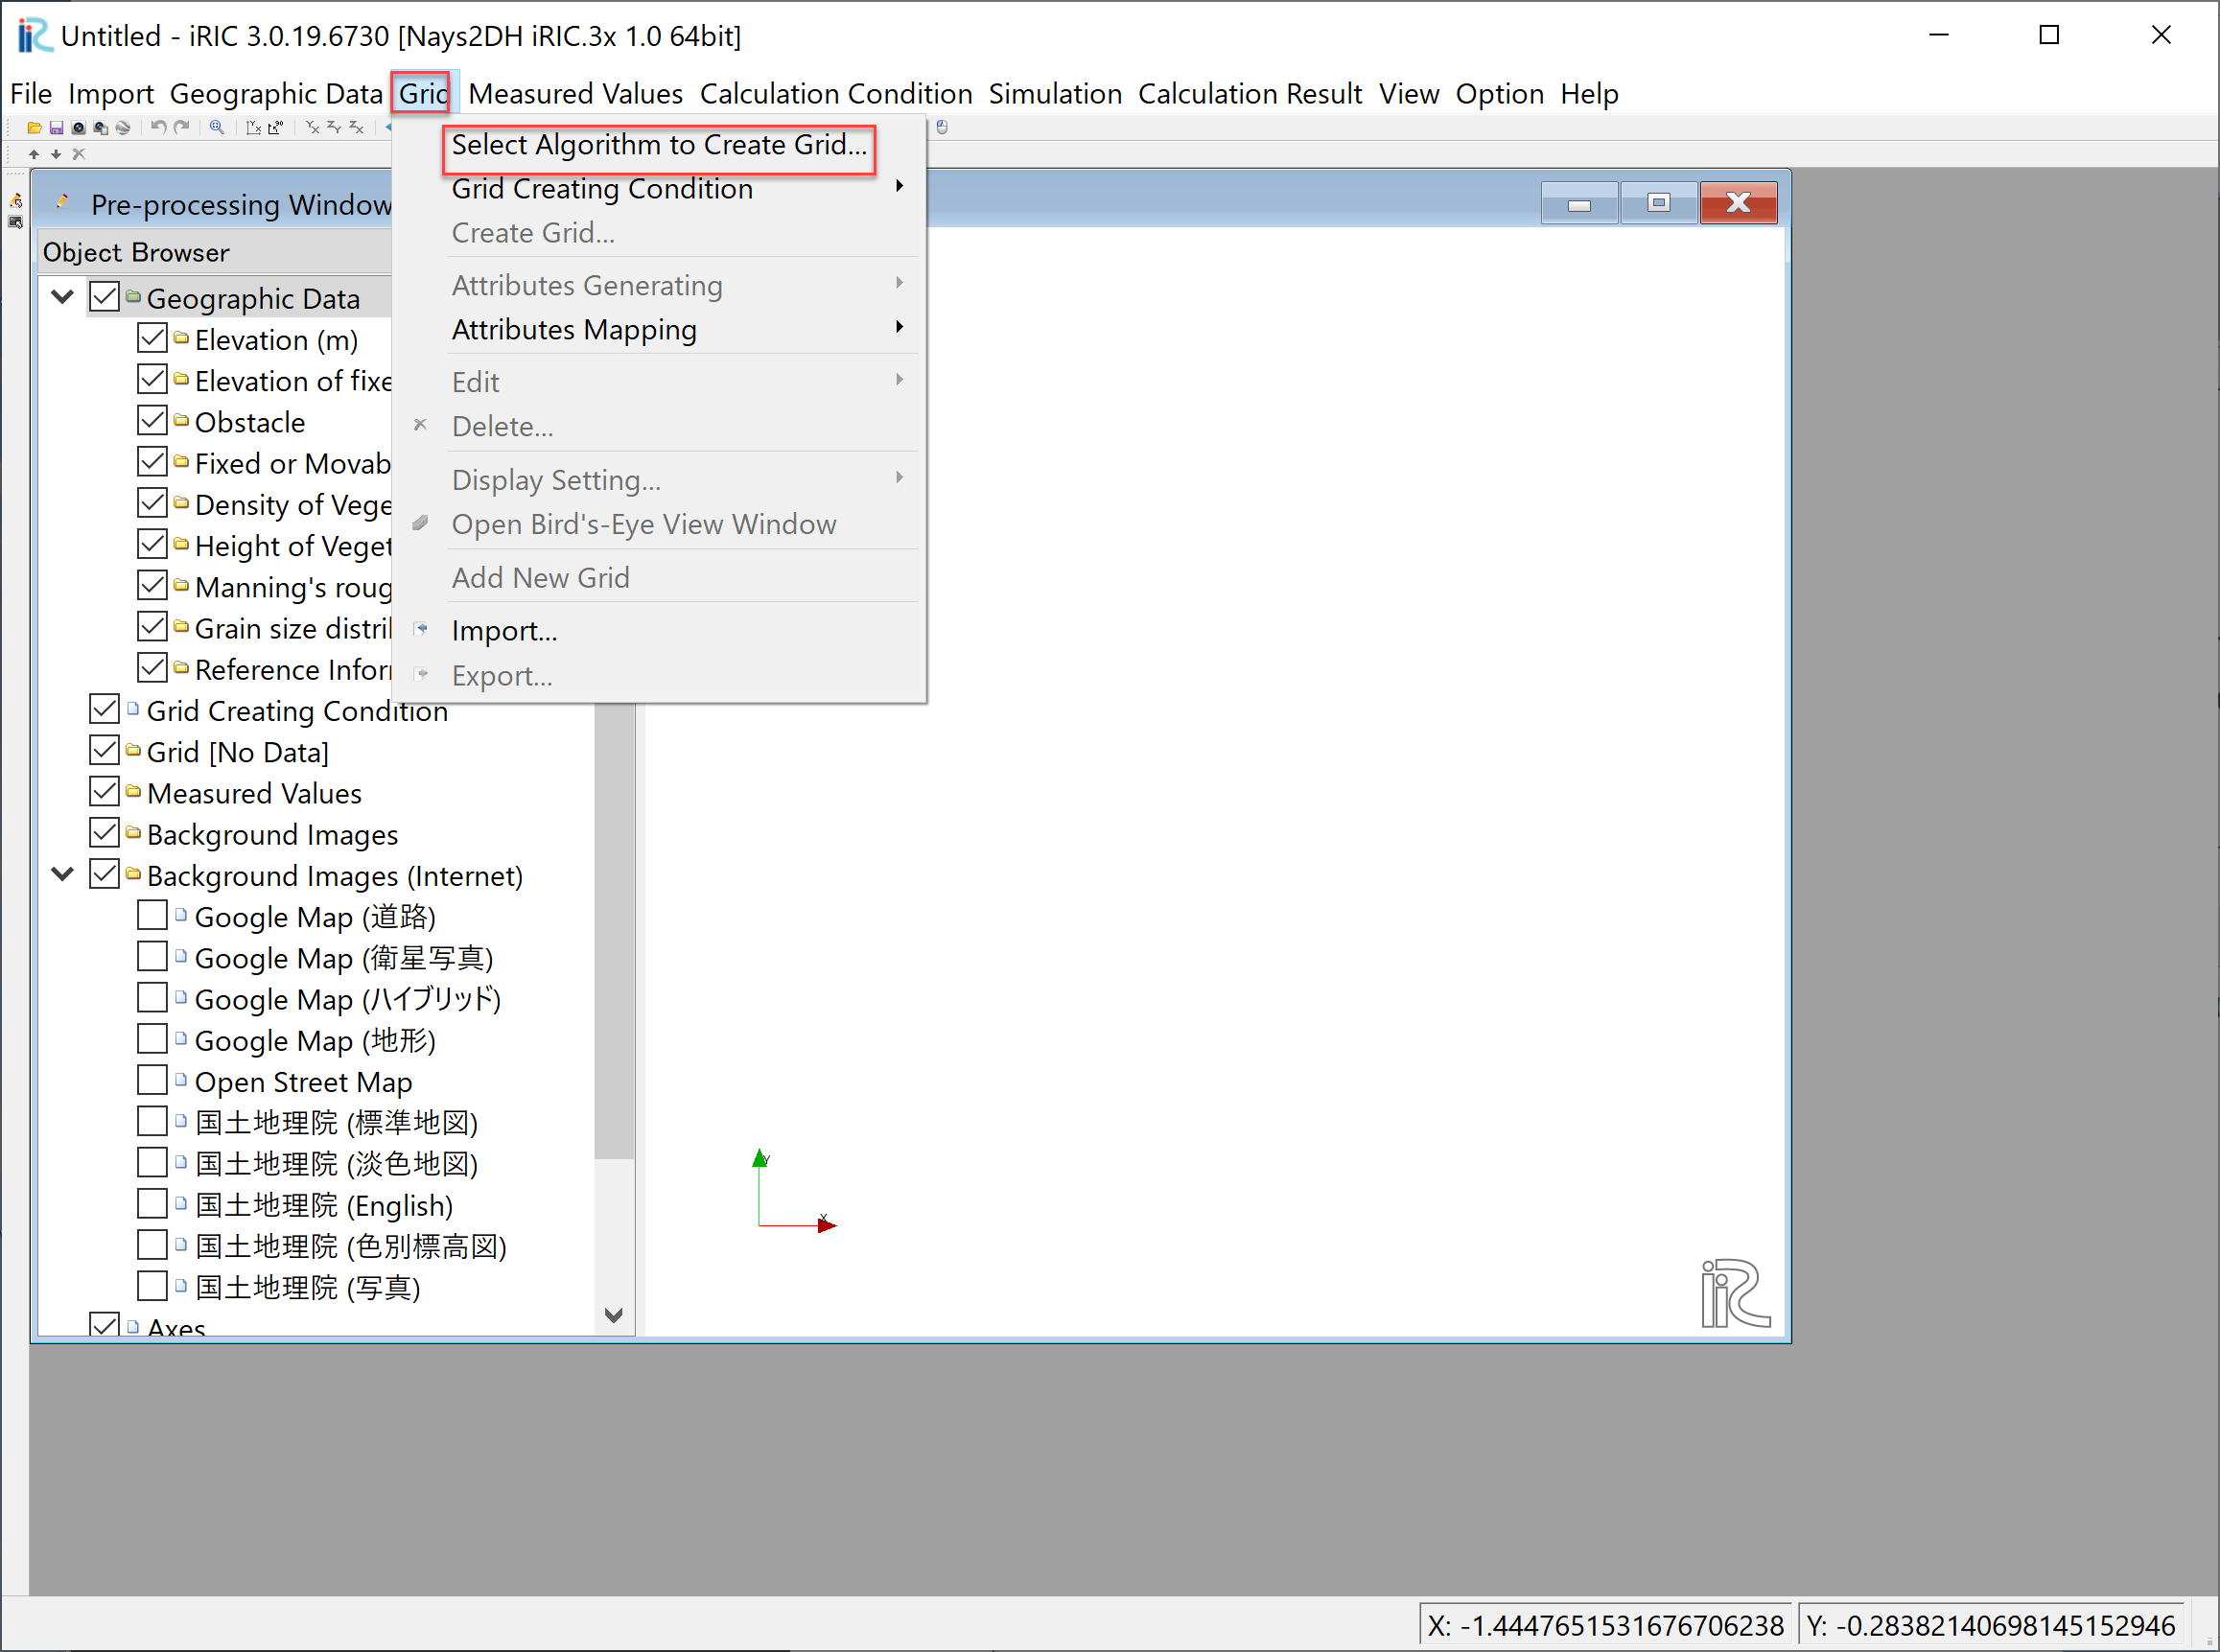 Untitled - iRIC 3.0.19.6730 [Nays2DH iRIC.3x 1.0 64bit]
File Import Geographic Data Grid Measured Values Calculation Condition Simulation Calculation Result View Option Help
Select Algorithm to Create Grid...
Grid Creating Condition
Create Grid...
Attributes Generating
Attributes Mapping
Edit
Delete...
Display Setting...
Open Bird's-Eye View Window
Add New Grid
Import...
Export...
Pre-processing Window
Object Browser
Geographic Data
Elevation (m)
Elevation of fixe
Obstacle
Fixed or Movab
Density of Vege
Height of Veget
Manning's roug
Grain size distri
Reference Infor
Grid Creating Condition
Grid [No Data]
Measured Values
Background Images
Background Images (Internet)
Google Map (道路)
Google Map (衛星写真)
Google Map (ハイブリッド)
Google Map (地形)
Open Street Map
国土地理院 (標準地図)
国土地理院 (淡色地図)
国土地理院 (English)
国土地理院 (色別標高図)
国土地理院 (写真)
Axes
Y
X
iRIC
X: -1.4447651531676706238
Y: -0.28382140698145152946